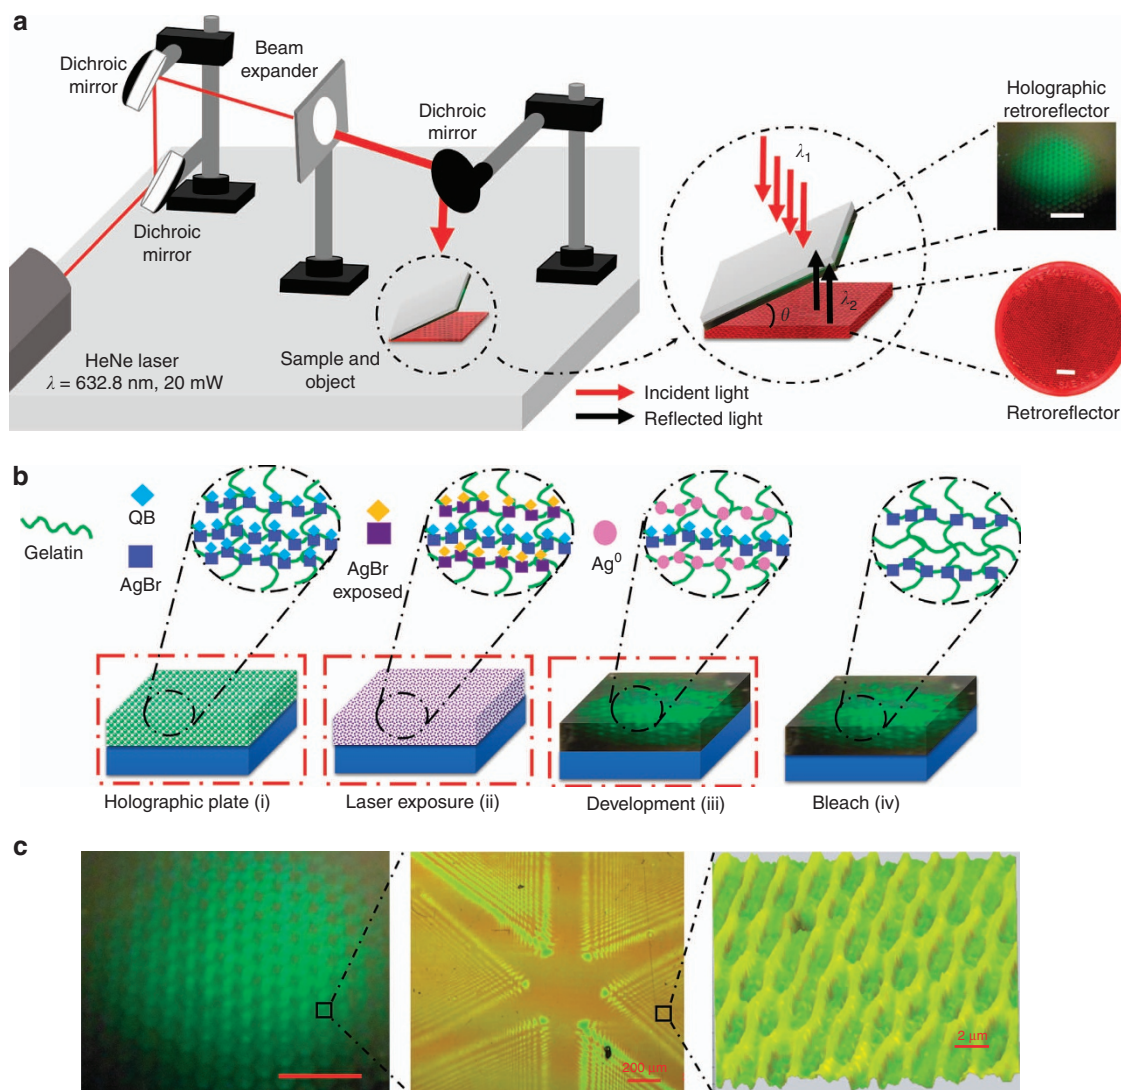 a
Dichroic
mirror
Beam
expander
Dichroic
mirror
Dichroic
mirror
HeNe laser
λ = 632.8 nm, 20 mW
Sample and
object
λ1
λ2
θ
Incident light
Reflected light
Holographic
retroreflector
Retroreflector
b
Gelatin
QB
AgBr
AgBr
exposed
Ag⁰
Holographic plate (i)
Laser exposure (ii)
Development (iii)
Bleach (iv)
c
200 μm
2 μm